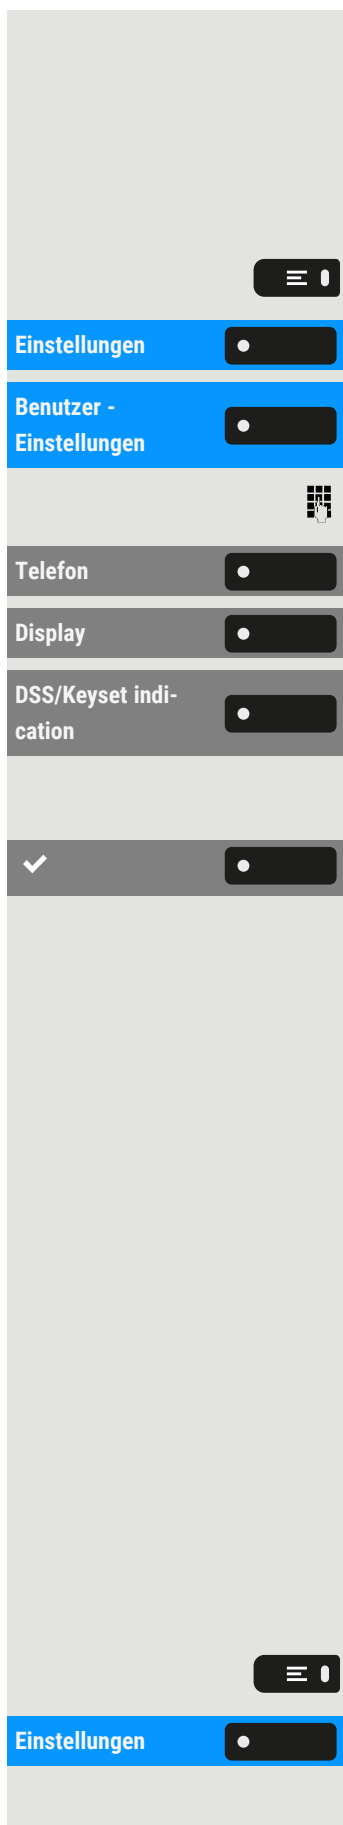 Einstellungen
Benutzer -
Einstellungen
Telefon
Display
DSS/Keyset indi-
cation
Einstellungen